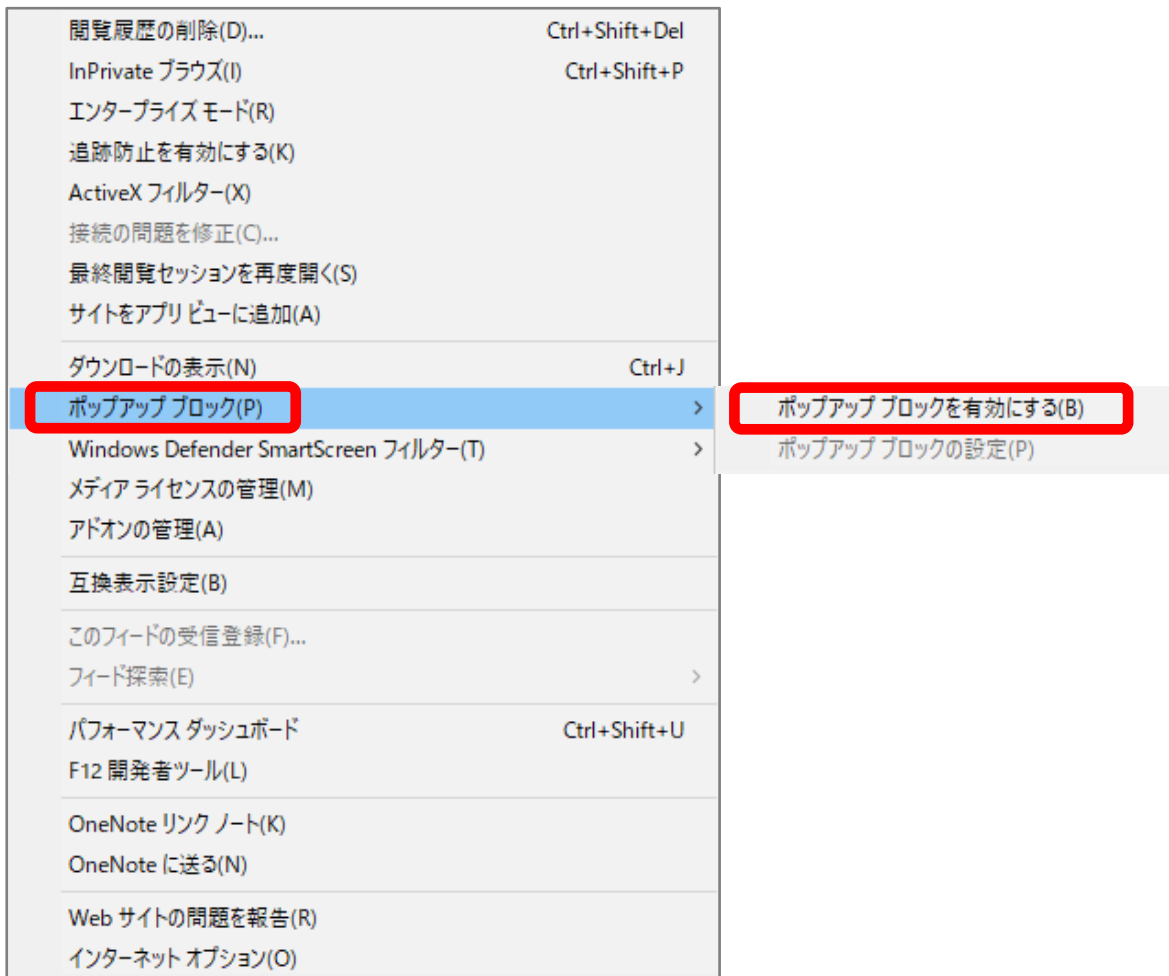 閲覧履歴の削除(D)... Ctrl+Shift+Del
InPrivate ブラウズ(I) Ctrl+Shift+P
エンタープライズ モード(R)
追跡防止を有効にする(K)
ActiveX フィルター(X)
接続の問題を修正(C)...
最終閲覧セッションを再度開く(S)
サイトをアプリ ビューに追加(A)
ダウンロードの表示(N) Ctrl+J
ポップアップ ブロック(P)
ポップアップ ブロックを有効にする(B)
Windows Defender SmartScreen フィルター(T)
ポップアップ ブロックの設定(P)
メディア ライセンスの管理(M)
アドオンの管理(A)
互換表示設定(B)
このフィードの受信登録(F)...
フィード探索(E)
パフォーマンス ダッシュボード Ctrl+Shift+U
F12 開発者ツール(L)
OneNote リンク ノート(K)
OneNote に送る(N)
Web サイトの問題を報告(R)
インターネット オプション(O)